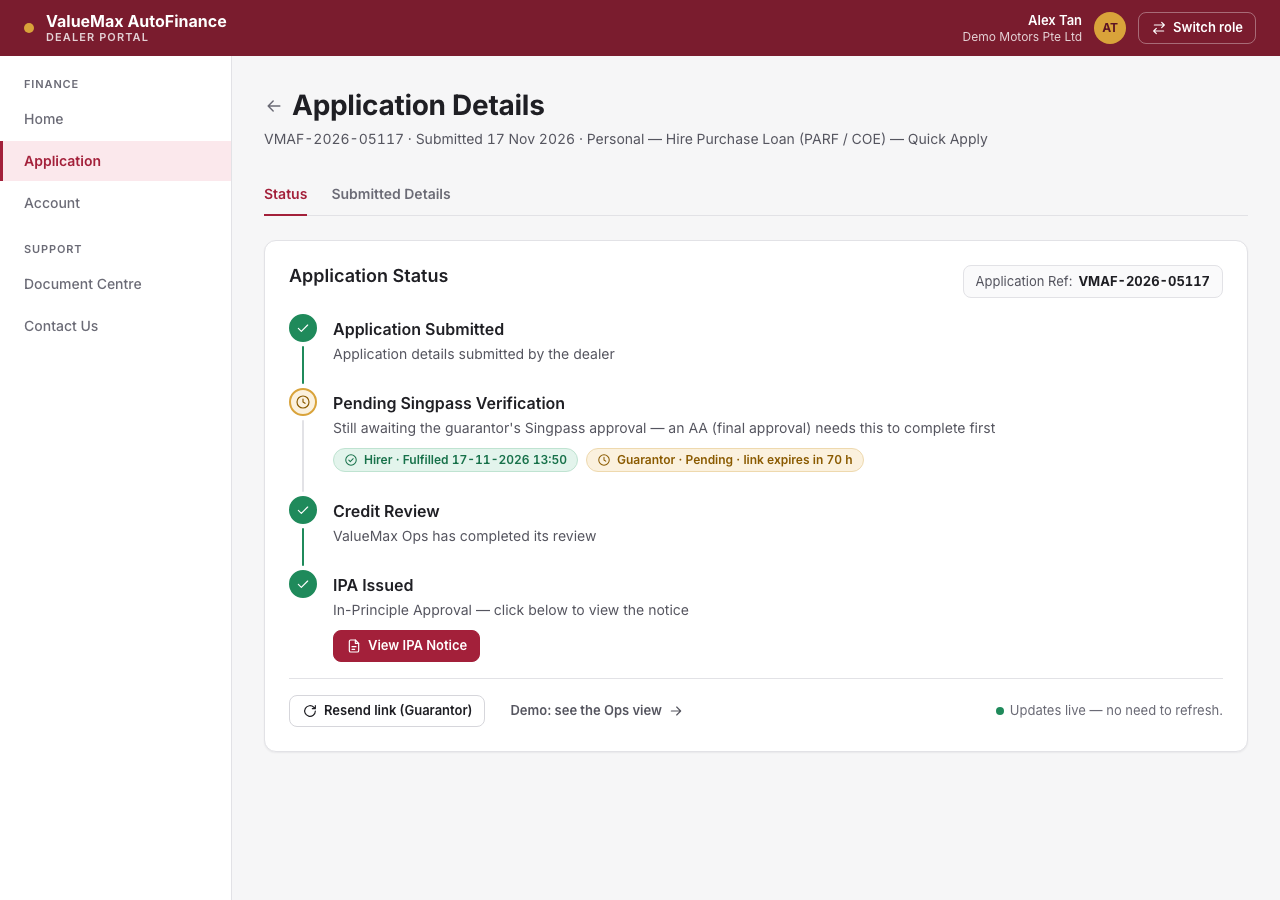 ValueMax AutoFinance
DEALER PORTAL
Alex Tan
Demo Motors Pte Ltd
AT
Switch role
FINANCE
Home
Application
Account
SUPPORT
Document Centre
Contact Us
Application Details
VMAF-2026-05117 · Submitted 17 Nov 2026 · Personal — Hire Purchase Loan (PARF / COE) — Quick Apply
Status
Submitted Details
Application Status
Application Ref: VMAF-2026-05117
Application Submitted
Application details submitted by the dealer
Pending Singpass Verification
Still awaiting the guarantor's Singpass approval — an AA (final approval) needs this to complete first
Hirer · Fulfilled 17-11-2026 13:50
Guarantor · Pending · link expires in 70 h
Credit Review
ValueMax Ops has completed its review
IPA Issued
In-Principle Approval — click below to view the notice
View IPA Notice
Resend link (Guarantor)
Demo: see the Ops view →
Updates live — no need to refresh.